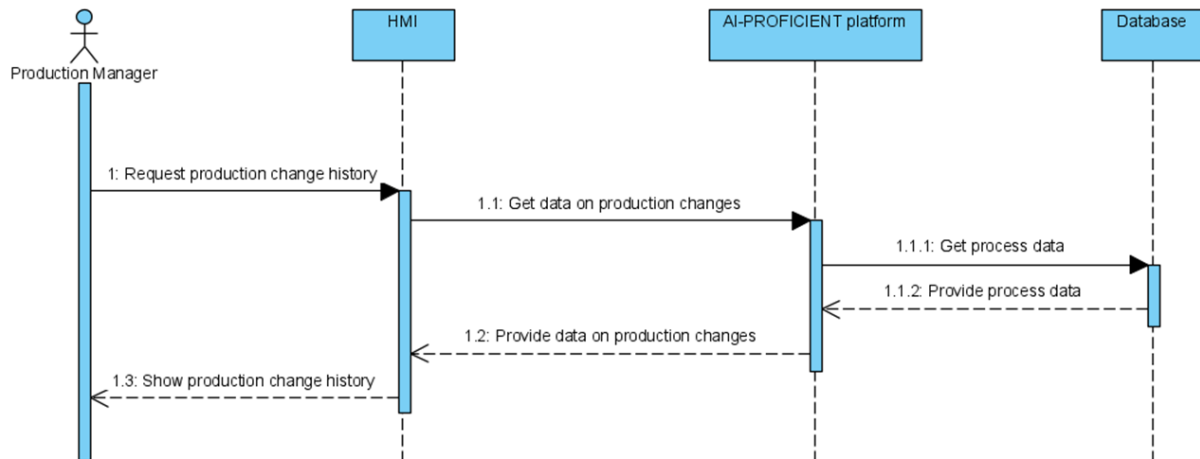 HMI
AI-PROFICIENT platform
Database
Production Manager
1: Request production change history
1.1: Get data on production changes
1.1.1: Get process data
1.1.2: Provide process data
1.2: Provide data on production changes
1.3: Show production change history